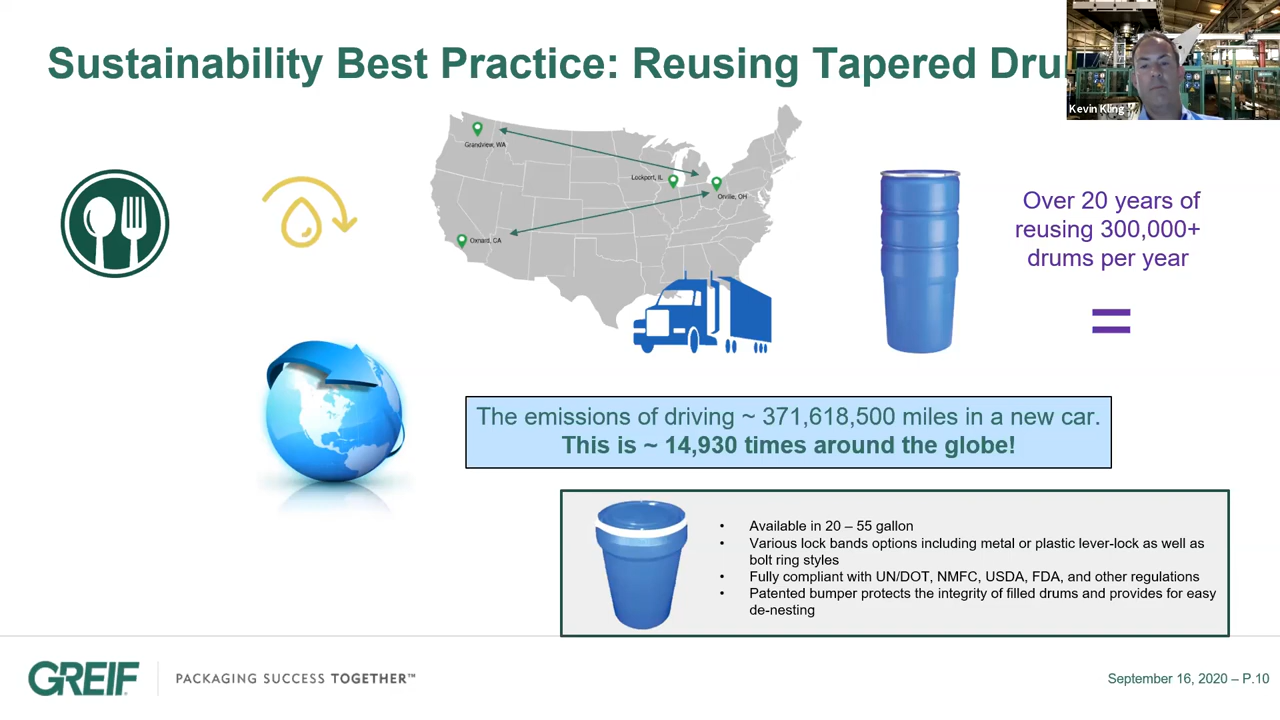 Sustainability Best Practice: Reusing Tapered
Kevin Kling
Grandview, WA
Lockport, IL
Orville, OH
Oxnard, CA
Over 20 years of
reusing 300,000+
drums per year
=
The emissions of driving ~ 371,618,500 miles in a new car.
This is ~ 14,930 times around the globe!
• Available in 20 – 55 gallon
• Various lock bands options including metal or plastic lever-lock as well as
bolt ring styles
• Fully compliant with UN/DOT, NMFC, USDA, FDA, and other regulations
• Patented bumper protects the integrity of filled drums and provides for easy
de-nesting
GREIF
PACKAGING SUCCESS TOGETHER™
September 16, 2020 – P.10